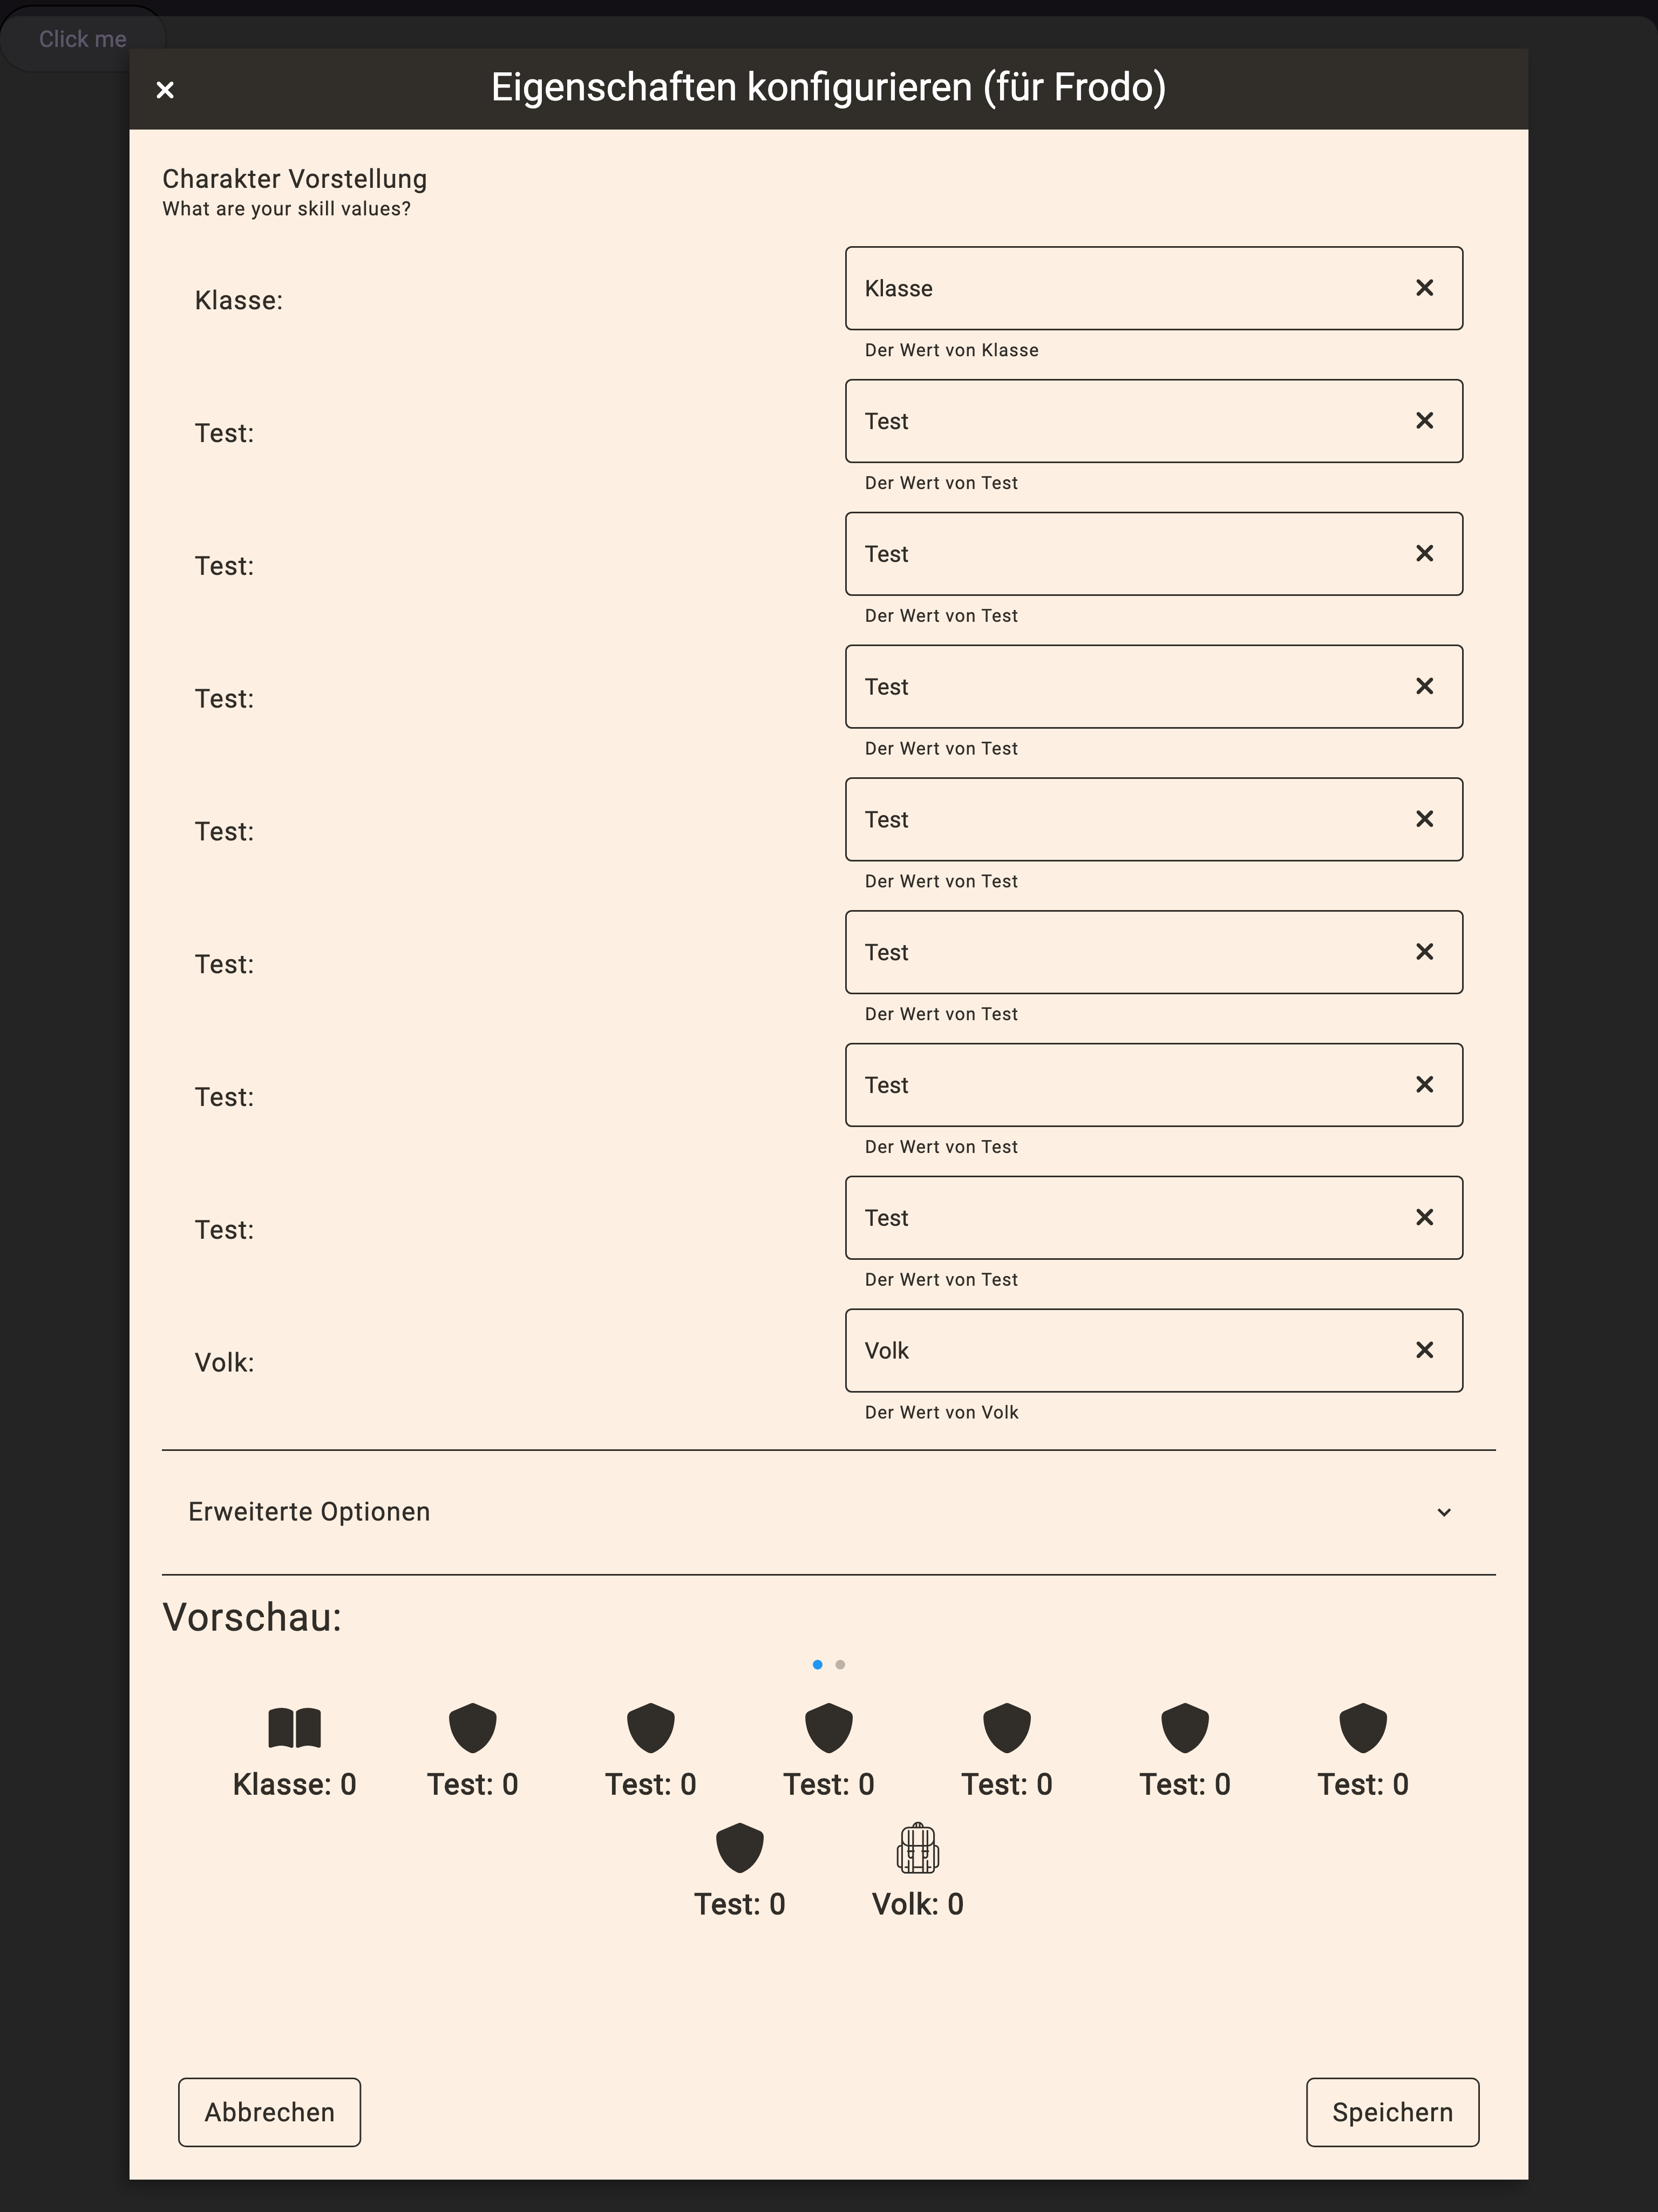 Click me
Eigenschaften konfigurieren (für Frodo)
Charakter Vorstellung
What are your skill values?
Klasse:
Klasse
Der Wert von Klasse
Test:
Test
Der Wert von Test
Test:
Test
Der Wert von Test
Test:
Test
Der Wert von Test
Test:
Test
Der Wert von Test
Test:
Test
Der Wert von Test
Test:
Test
Der Wert von Test
Test:
Test
Der Wert von Test
Volk:
Volk
Der Wert von Volk
Erweiterte Optionen
Vorschau:
Klasse: 0 Test: 0 Test: 0 Test: 0 Test: 0 Test: 0 Test: 0
Test: 0 Volk: 0
Abbrechen Speichern